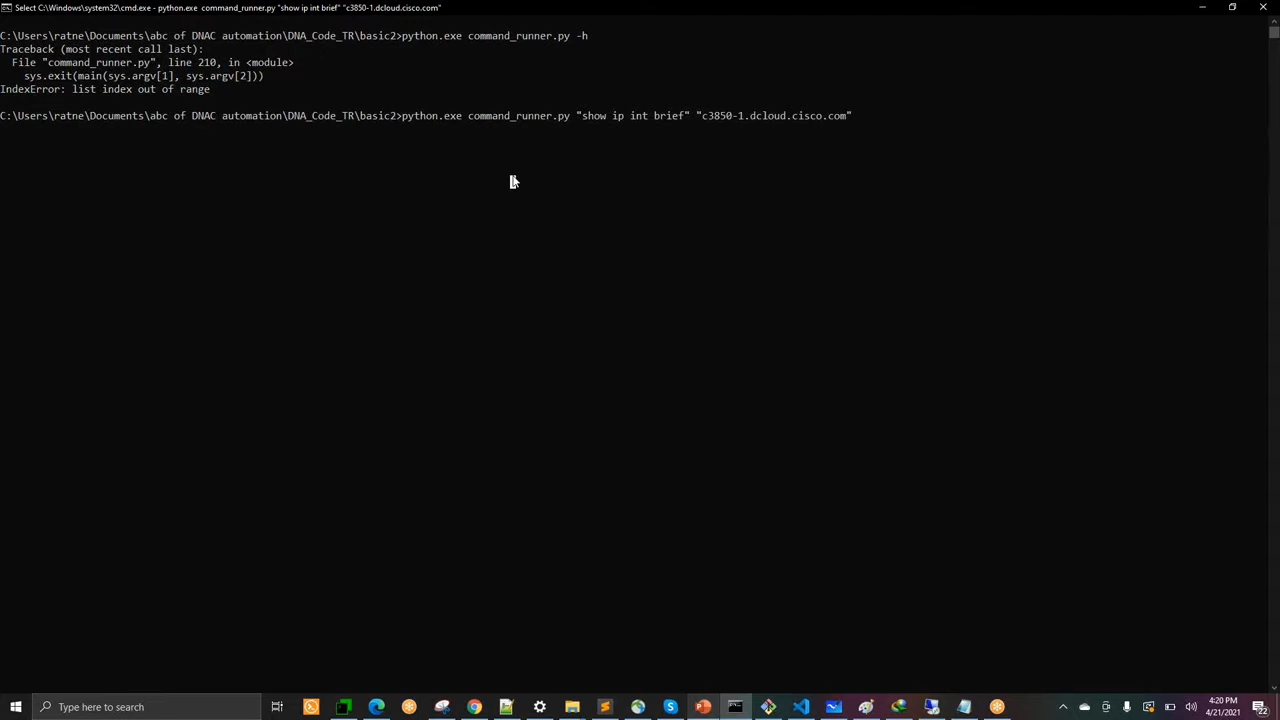 Select C:\Windows\system32\cmd.exe - python.exe  command_runner.py "show ip int brief" "c3850-1.dcloud.cisco.com"
C:\Users\ratne\Documents\abc of DNAC automation\DNA_Code_TR\basic2>python.exe command_runner.py -h
Traceback (most recent call last):
  File "command_runner.py", line 210, in <module>
    sys.exit(main(sys.argv[1], sys.argv[2]))
IndexError: list index out of range
C:\Users\ratne\Documents\abc of DNAC automation\DNA_Code_TR\basic2>python.exe command_runner.py "show ip int brief" "c3850-1.dcloud.cisco.com"
Type here to search
4:20 PM
4/21/2021